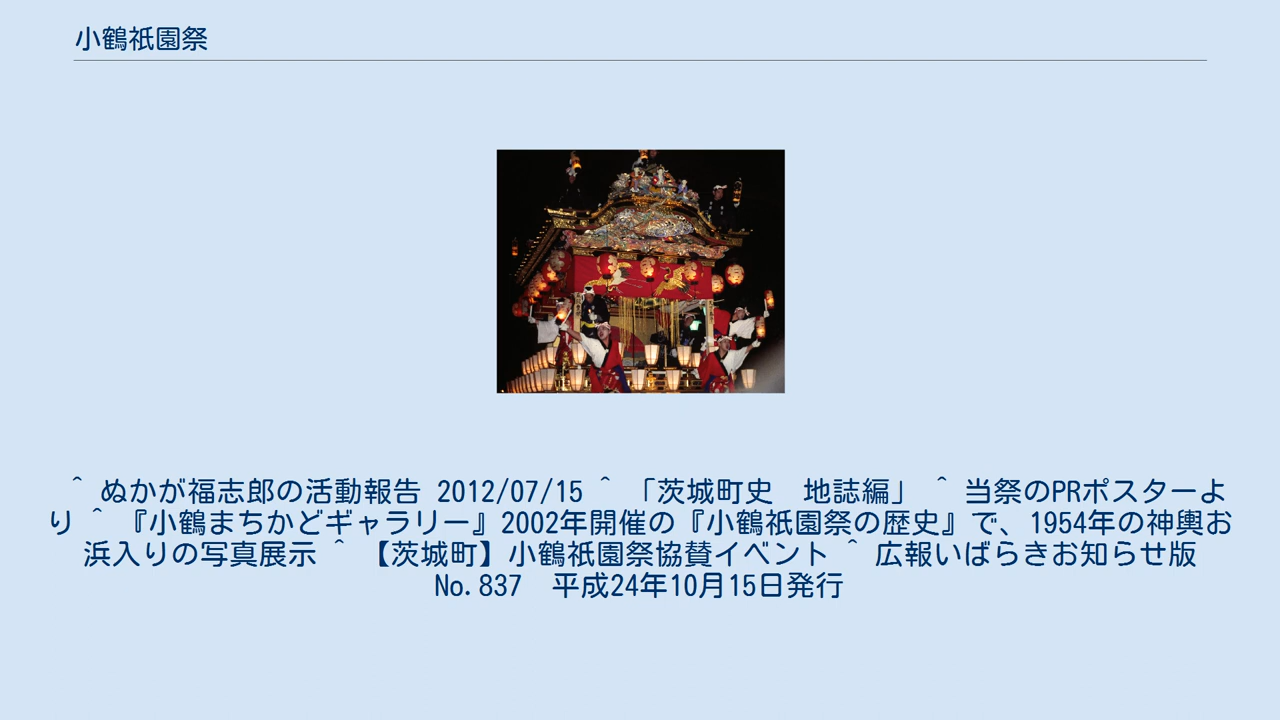 小鶴祇園祭
^ ぬかが福志郎の活動報告 2012/07/15 ^ 「茨城町史　地誌編」 ^ 当祭のPRポスターよ
り ^ 『小鶴まちかどギャラリー』2002年開催の『小鶴祇園祭の歴史』で、1954年の神輿お
浜入りの写真展示 ^ 【茨城町】小鶴祇園祭協賛イベント ^ 広報いばらきお知らせ版
No.837　平成24年10月15日発行